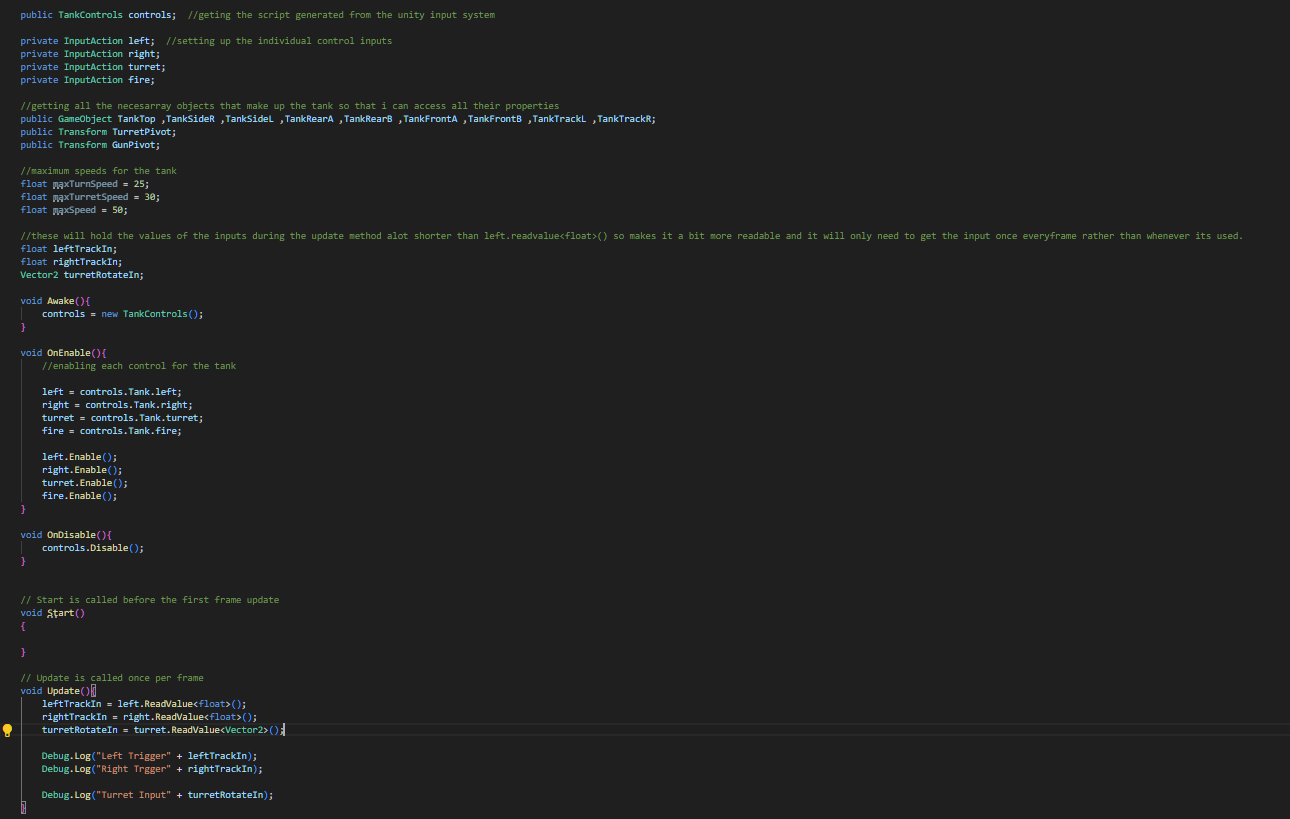 public TankControls controls;  //geting the script generated from the unity input system
private InputAction left;  //setting up the individual control inputs
private InputAction right;
private InputAction turret;
private InputAction fire;
//getting all the necesarray objects that make up the tank so that i can access all their properties
public GameObject TankTop ,TankSideR ,TankSideL ,TankRearA ,TankRearB ,TankFrontA ,TankFrontB ,TankTrackL ,TankTrackR;
public Transform TurretPivot;
public Transform GunPivot;
//maximum speeds for the tank
float maxTurnSpeed = 25;
float maxTurretSpeed = 30;
float maxSpeed = 50;
//these will hold the values of the inputs during the update method alot shorter than left.readvalue<float>() so makes it a bit more readable and it will only need to get the input once everyframe rather than whenever its used.
float leftTrackIn;
float rightTrackIn;
Vector2 turretRotateIn;
void Awake(){
controls = new TankControls();
}
void OnEnable(){
//enabling each control for the tank
left = controls.Tank.left;
right = controls.Tank.right;
turret = controls.Tank.turret;
fire = controls.Tank.fire;
left.Enable();
right.Enable();
turret.Enable();
fire.Enable();
}
void OnDisable(){
controls.Disable();
}
// Start is called before the first frame update
void Start()
{
}
// Update is called once per frame
void Update(){
leftTrackIn = left.ReadValue<float>();
rightTrackIn = right.ReadValue<float>();
turretRotateIn = turret.ReadValue<Vector2>();
Debug.Log("Left Trigger" + leftTrackIn);
Debug.Log("Right Trgger" + rightTrackIn);
Debug.Log("Turret Input" + turretRotateIn);
}